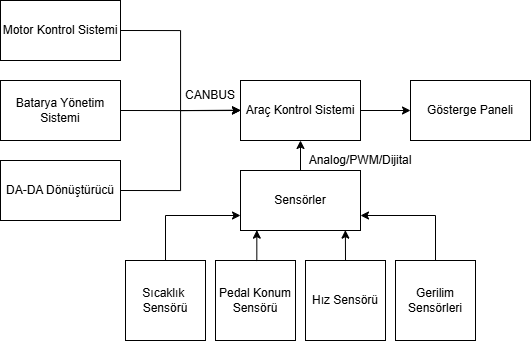 Motor Kontrol Sistemi
CANBUS
Batarya Yönetim
Sistemi
Araç Kontrol Sistemi
Gösterge Paneli
Analog/PWM/Dijital
DA-DA Dönüştürücü
Sensörler
Sıcaklık
Sensörü
Pedal Konum
Sensörü
Hız Sensörü
Gerilim
Sensörleri